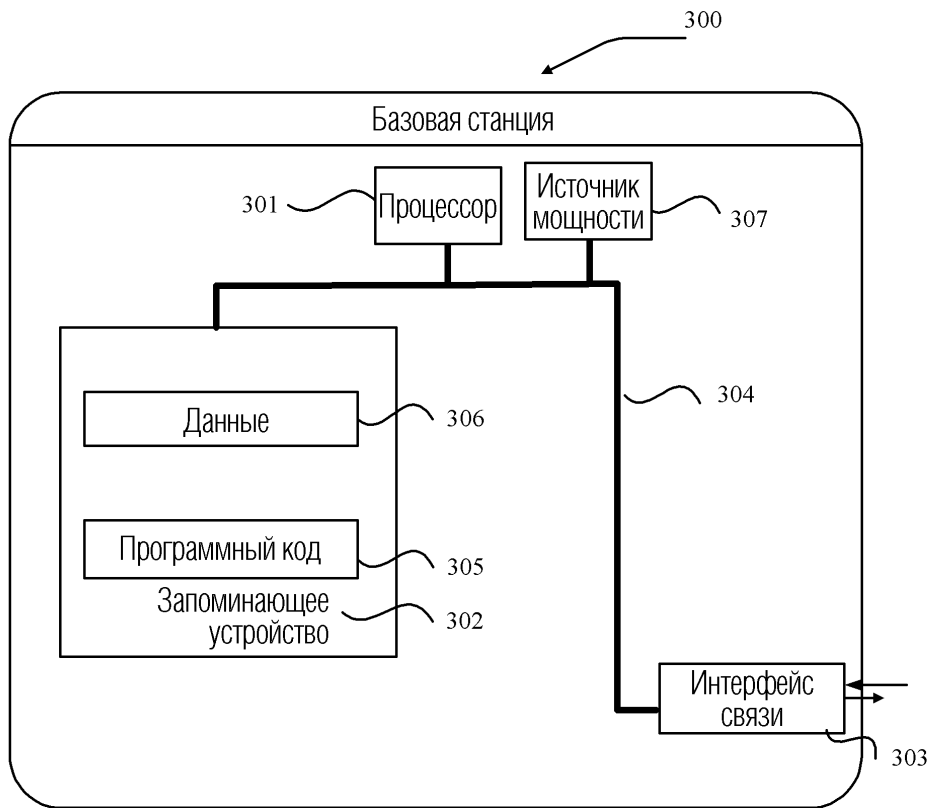 300
Базовая станция
301
Процессор
Источник
мощности
307
304
Данные
306
Программный код
305
Запоминающее
устройство
302
Интерфейс
связи
303